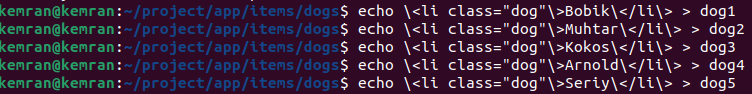 kemran@kemran:~/project/app/items/dogs$ echo \<li class="dog"\>Bobik\</li\> > dog1
kemran@kemran:~/project/app/items/dogs$ echo \<li class="dog"\>Muhtar\</li\> > dog2
kemran@kemran:~/project/app/items/dogs$ echo \<li class="dog"\>Kokos\</li\> > dog3
kemran@kemran:~/project/app/items/dogs$ echo \<li class="dog"\>Arnold\</li\> > dog4
kemran@kemran:~/project/app/items/dogs$ echo \<li class="dog"\>Seriy\</li\> > dog5